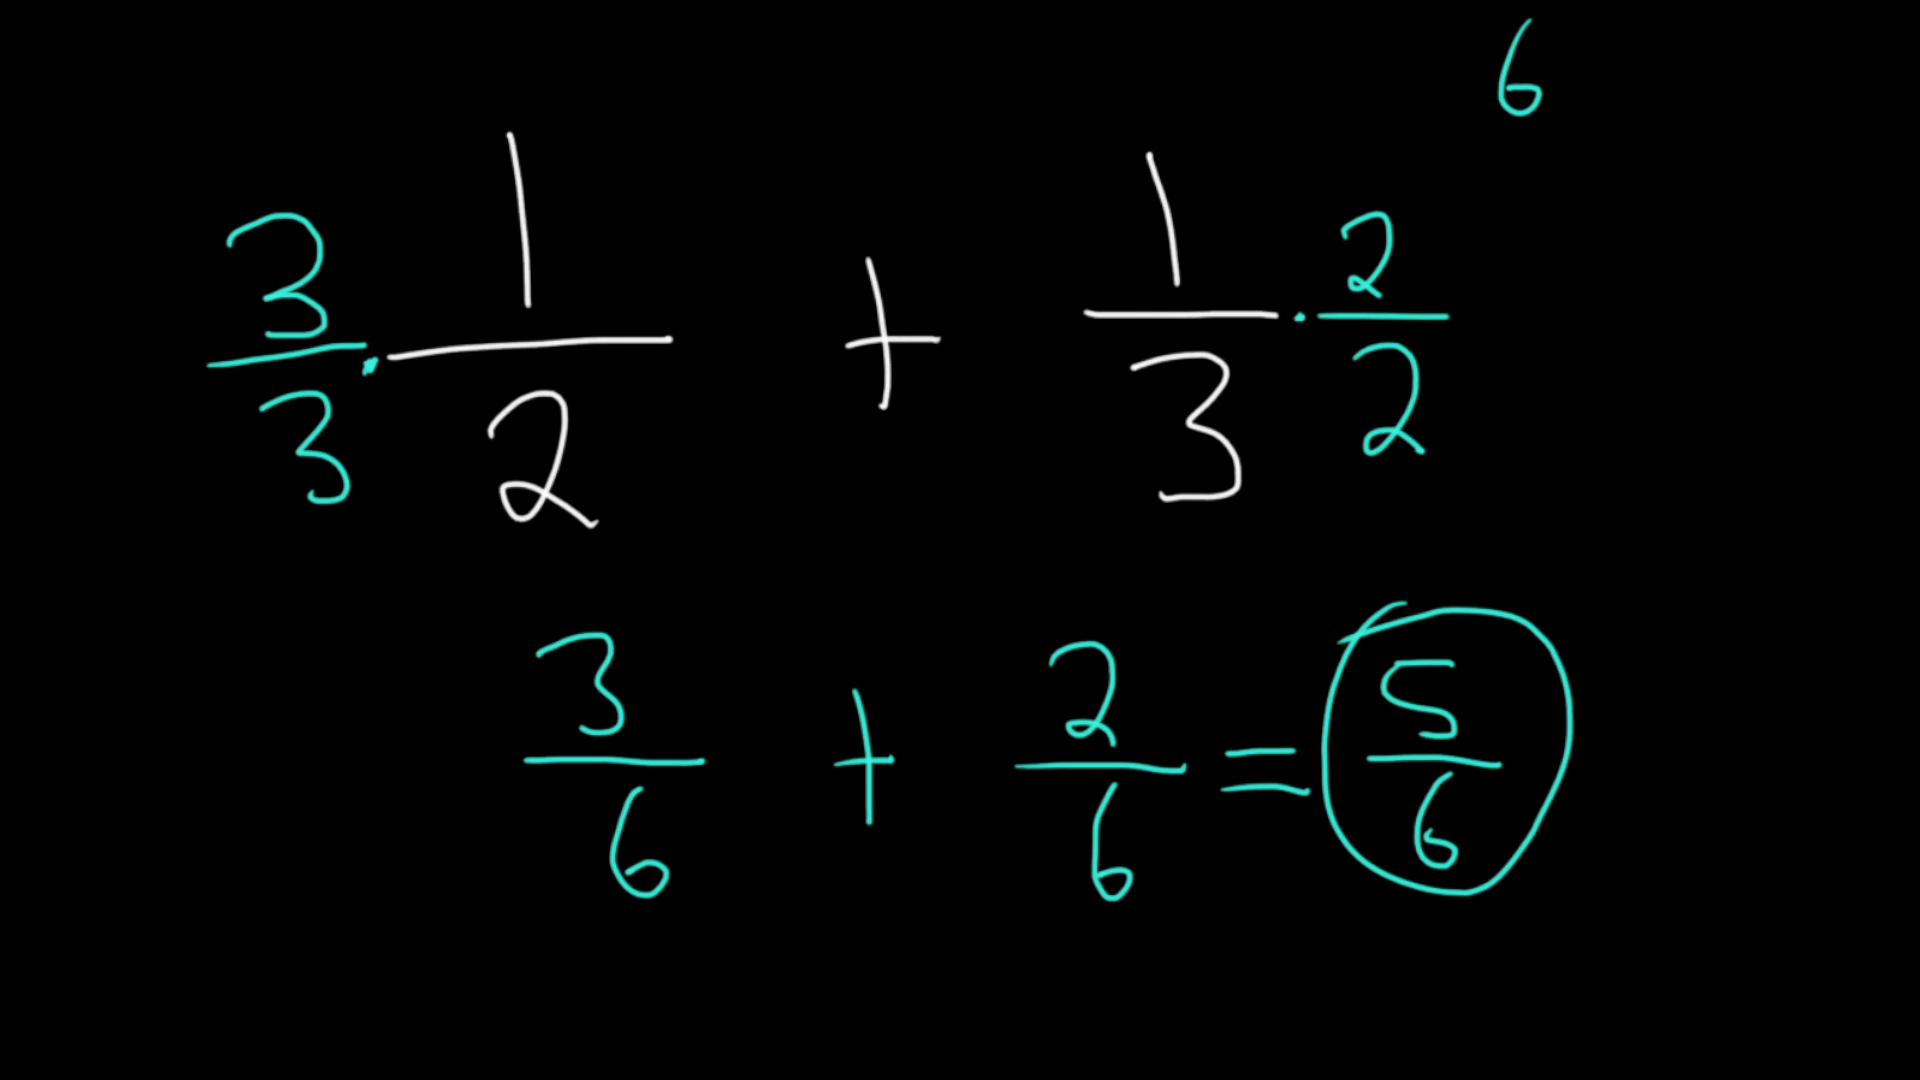 6
3/3 · 1/2 + 1/3 · 2/2
3/6 + 2/6 = 5/6